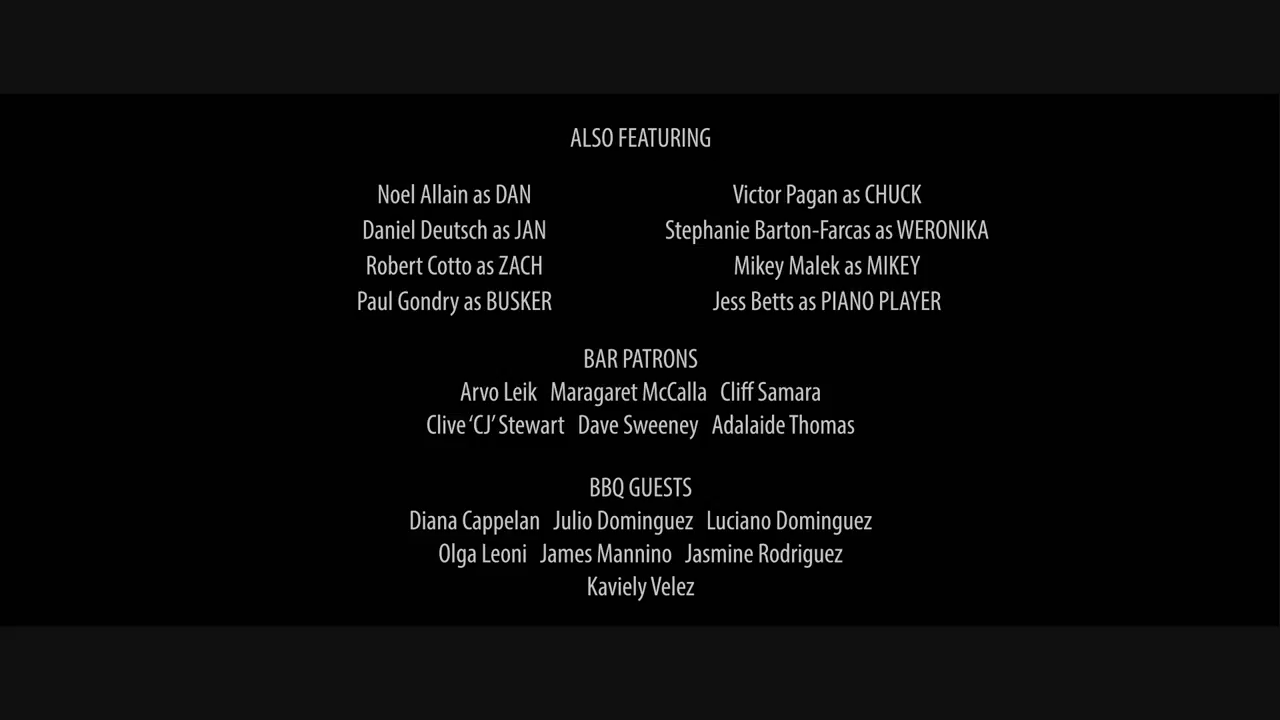 ALSO FEATURING
Noel Allain as DAN
Victor Pagan as CHUCK
Daniel Deutsch as JAN
Stephanie Barton-Farcas as WERONIKA
Robert Cotto as ZACH
Mikey Malek as MIKEY
Paul Gondry as BUSKER
Jess Betts as PIANO PLAYER
BAR PATRONS
Arvo Leik Maragaret McCalla Cliff Samara
Clive ‘CJ’ Stewart Dave Sweeney Adalaide Thomas
BBQ GUESTS
Diana Cappelan Julio Dominguez Luciano Dominguez
Olga Leoni James Mannino Jasmine Rodriguez
Kaviely Velez